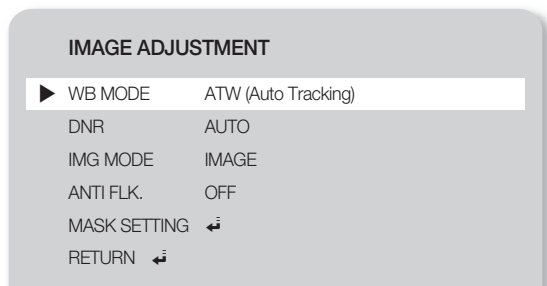 IMAGE ADJUSTMENT
WB MODE ATW (Auto Tracking)
DNR AUTO
IMG MODE IMAGE
ANTI FLK. OFF
MASK SETTING
RETURN